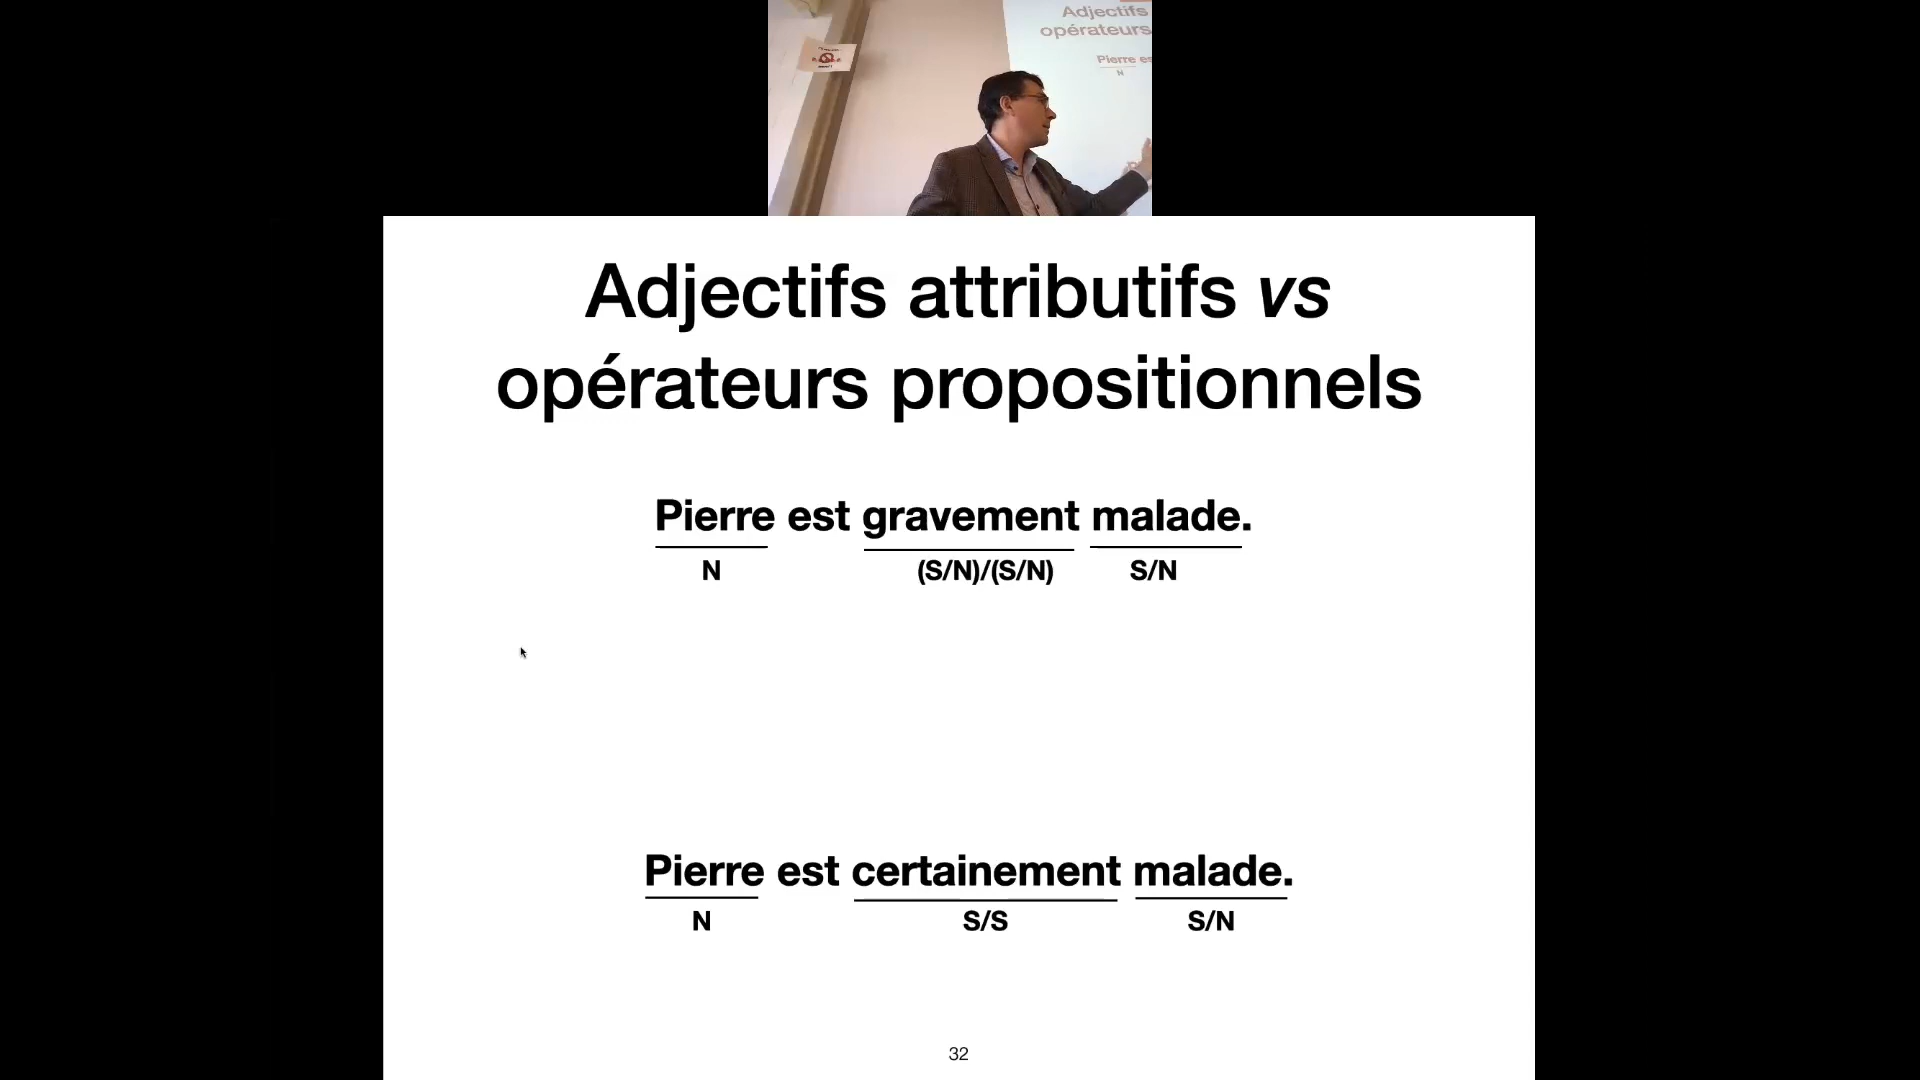 Adjectifs
opérateurs
Pierre es
N
Adjectifs attributifs vs
opérateurs propositionnels
Pierre est gravement malade.
N (S/N)/(S/N) S/N
Pierre est certainement malade.
N S/S S/N
32